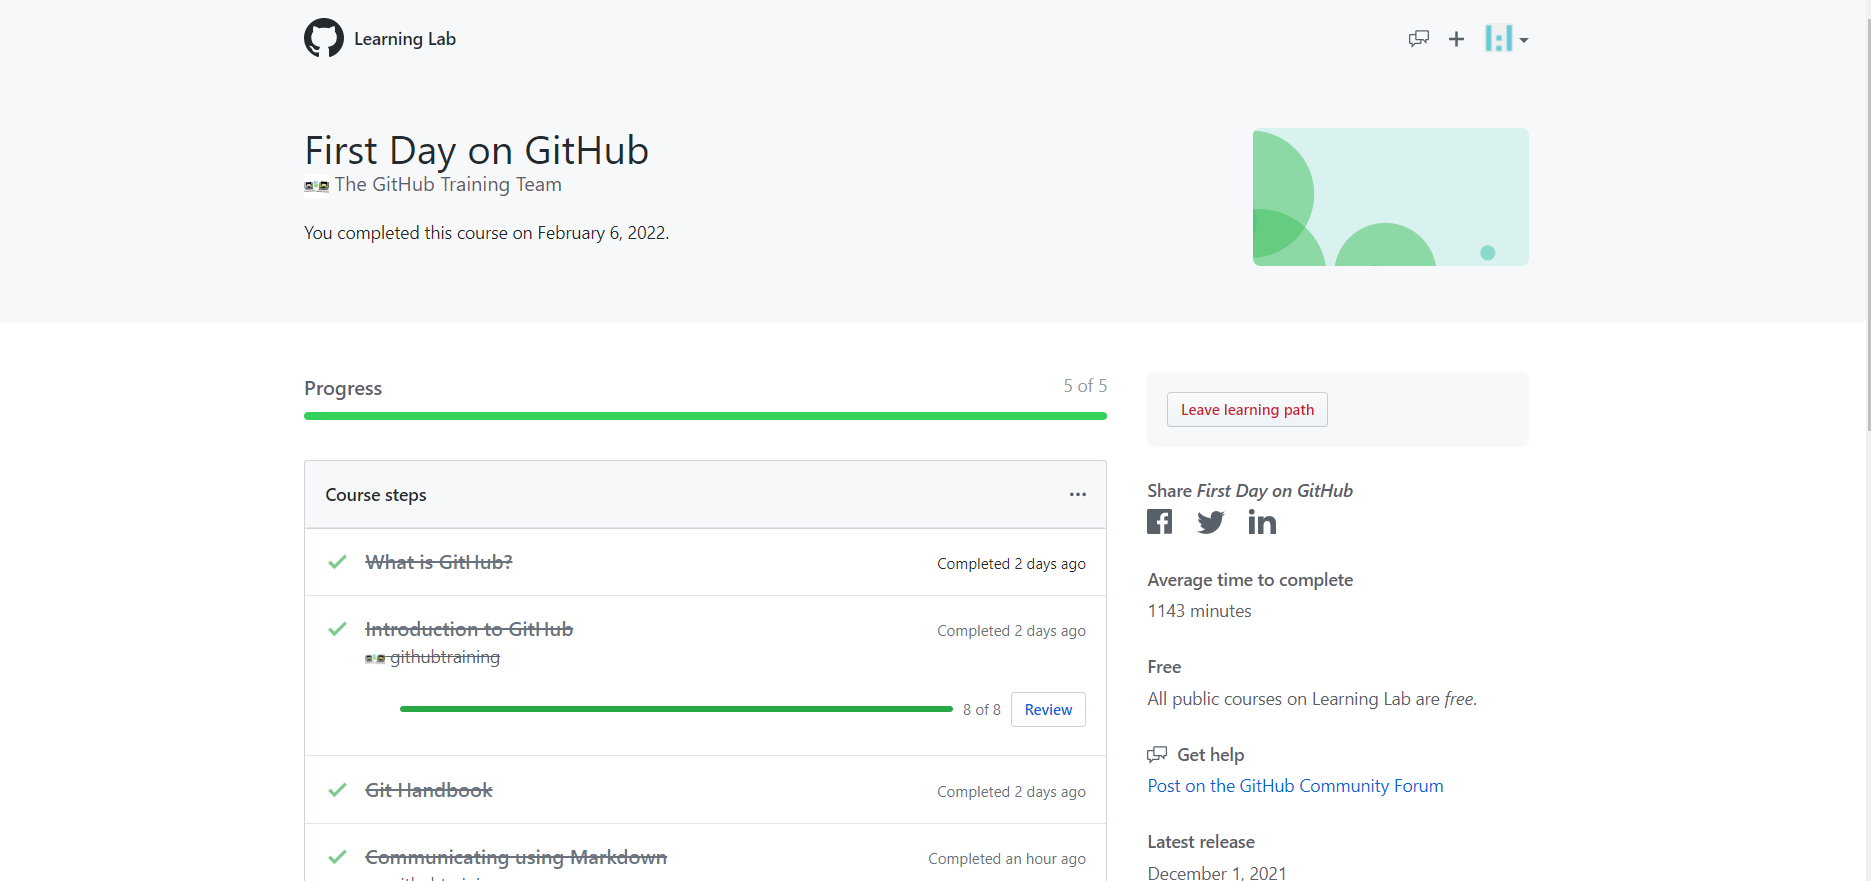 Learning Lab
First Day on GitHub
The GitHub Training Team
You completed this course on February 6, 2022.
Progress
5 of 5
Course steps
What is GitHub?
Completed 2 days ago
Introduction to GitHub
Completed 2 days ago
githubtraining
8 of 8
Review
Git Handbook
Completed 2 days ago
Communicating using Markdown
Completed an hour ago
Leave learning path
Share First Day on GitHub
Average time to complete
1143 minutes
Free
All public courses on Learning Lab are free.
Get help
Post on the GitHub Community Forum
Latest release
December 1, 2021